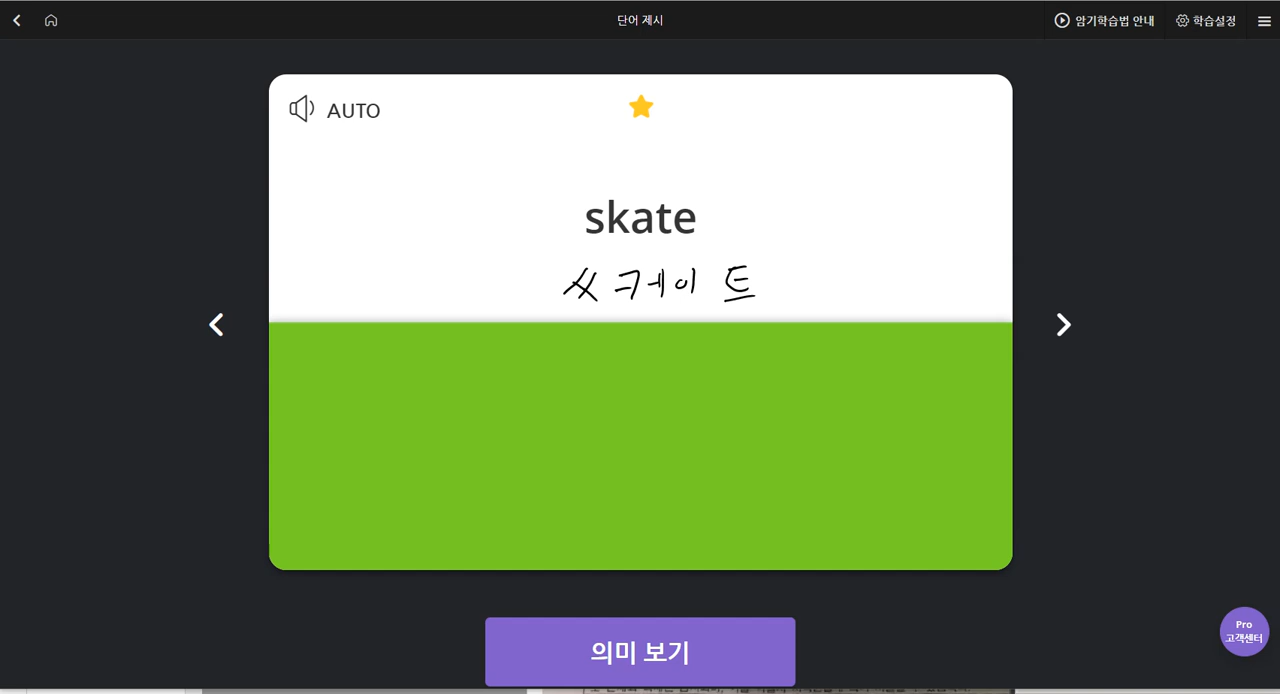 단어 제시
암기학습법 안내
학습설정
AUTO
skate
쓰케이트
의미 보기
Pro
고객센터